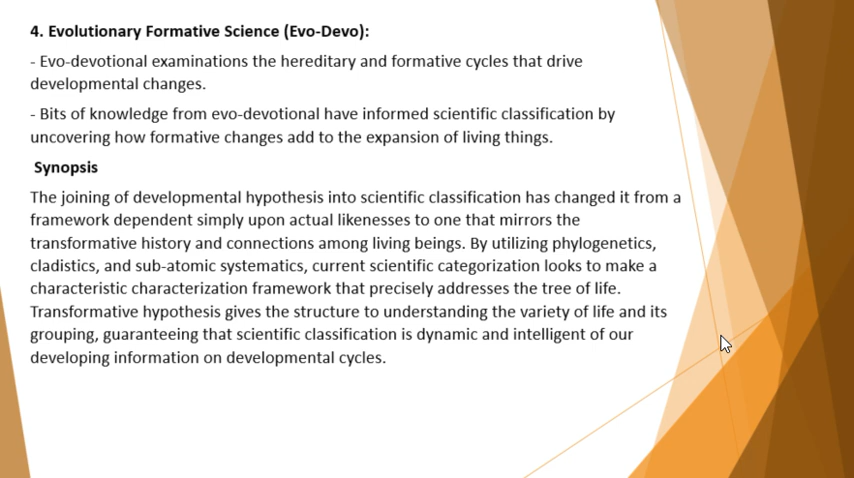 4. Evolutionary Formative Science (Evo-Devo):
- Evo-devotional examinations the hereditary and formative cycles that drive
developmental changes.
- Bits of knowledge from evo-devotional have informed scientific classification by
uncovering how formative changes add to the expansion of living things.
Synopsis
The joining of developmental hypothesis into scientific classification has changed it from a
framework dependent simply upon actual likenesses to one that mirrors the
transformative history and connections among living beings. By utilizing phylogenetics,
cladistics, and sub-atomic systematics, current scientific categorization looks to make a
characteristic characterization framework that precisely addresses the tree of life.
Transformative hypothesis gives the structure to understanding the variety of life and its
grouping, guaranteeing that scientific classification is dynamic and intelligent of our
developing information on developmental cycles.